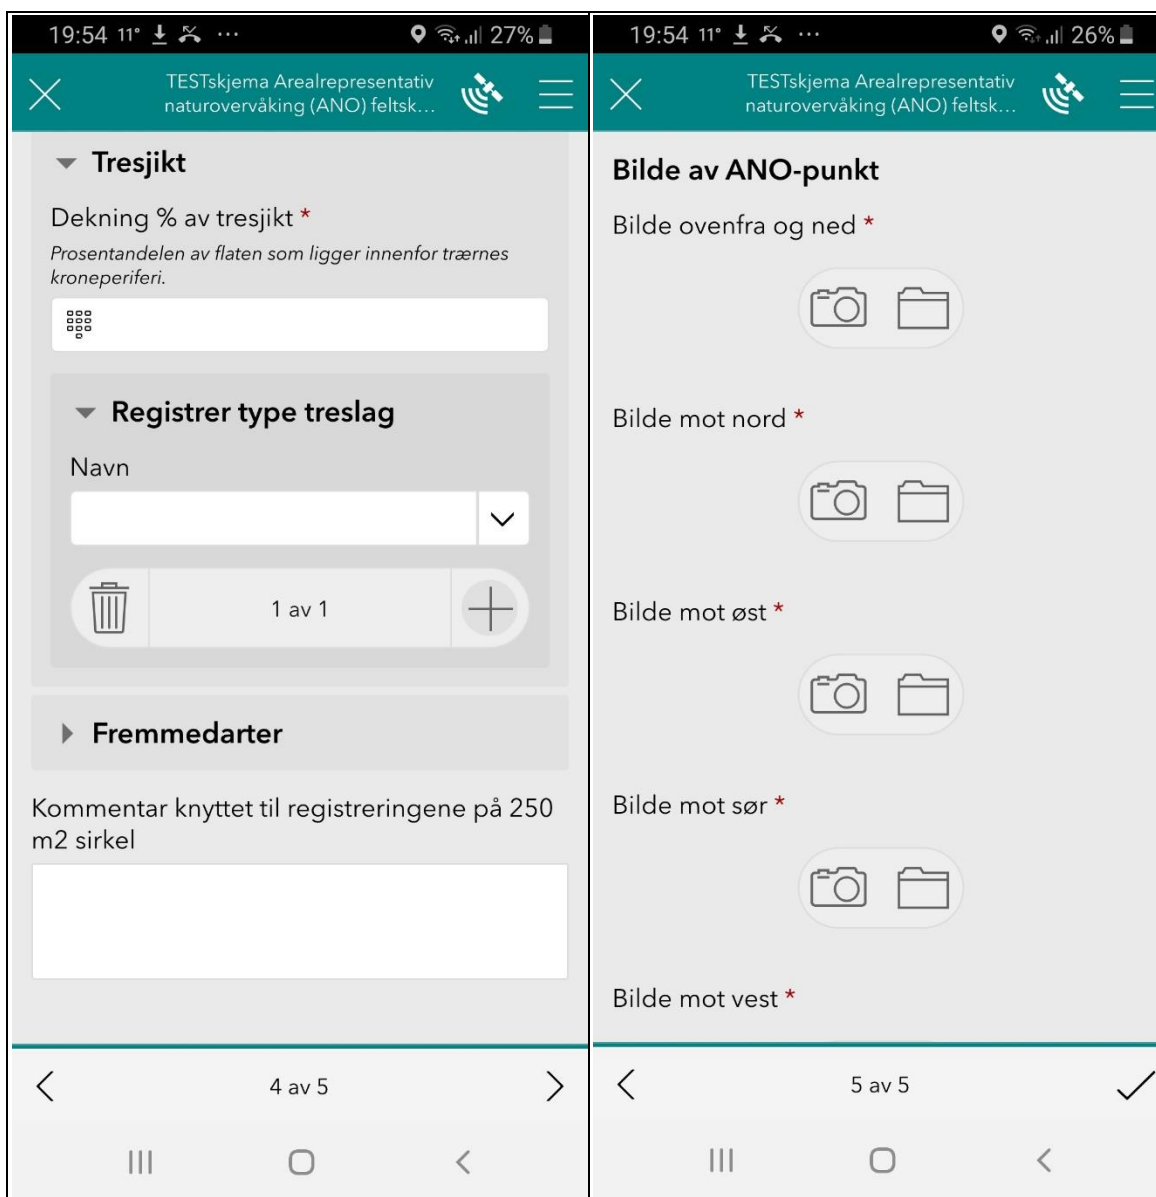 19:54 11° ··· 27%
TESTskjema Arealrepresentativ
naturovervåking (ANO) feltsk...
Tresjikt
Dekning % av tresjikt *
Prosentandelen av flaten som ligger innenfor trærnes
kroneperiferi.
Registrer type treslag
Navn
1 av 1
Fremmedarter
Kommentar knyttet til registreringene på 250
m2 sirkel
4 av 5
19:54 11° ··· 26%
TESTskjema Arealrepresentativ
naturovervåking (ANO) feltsk...
Bilde av ANO-punkt
Bilde ovenfra og ned *
Bilde mot nord *
Bilde mot øst *
Bilde mot sør *
Bilde mot vest *
5 av 5